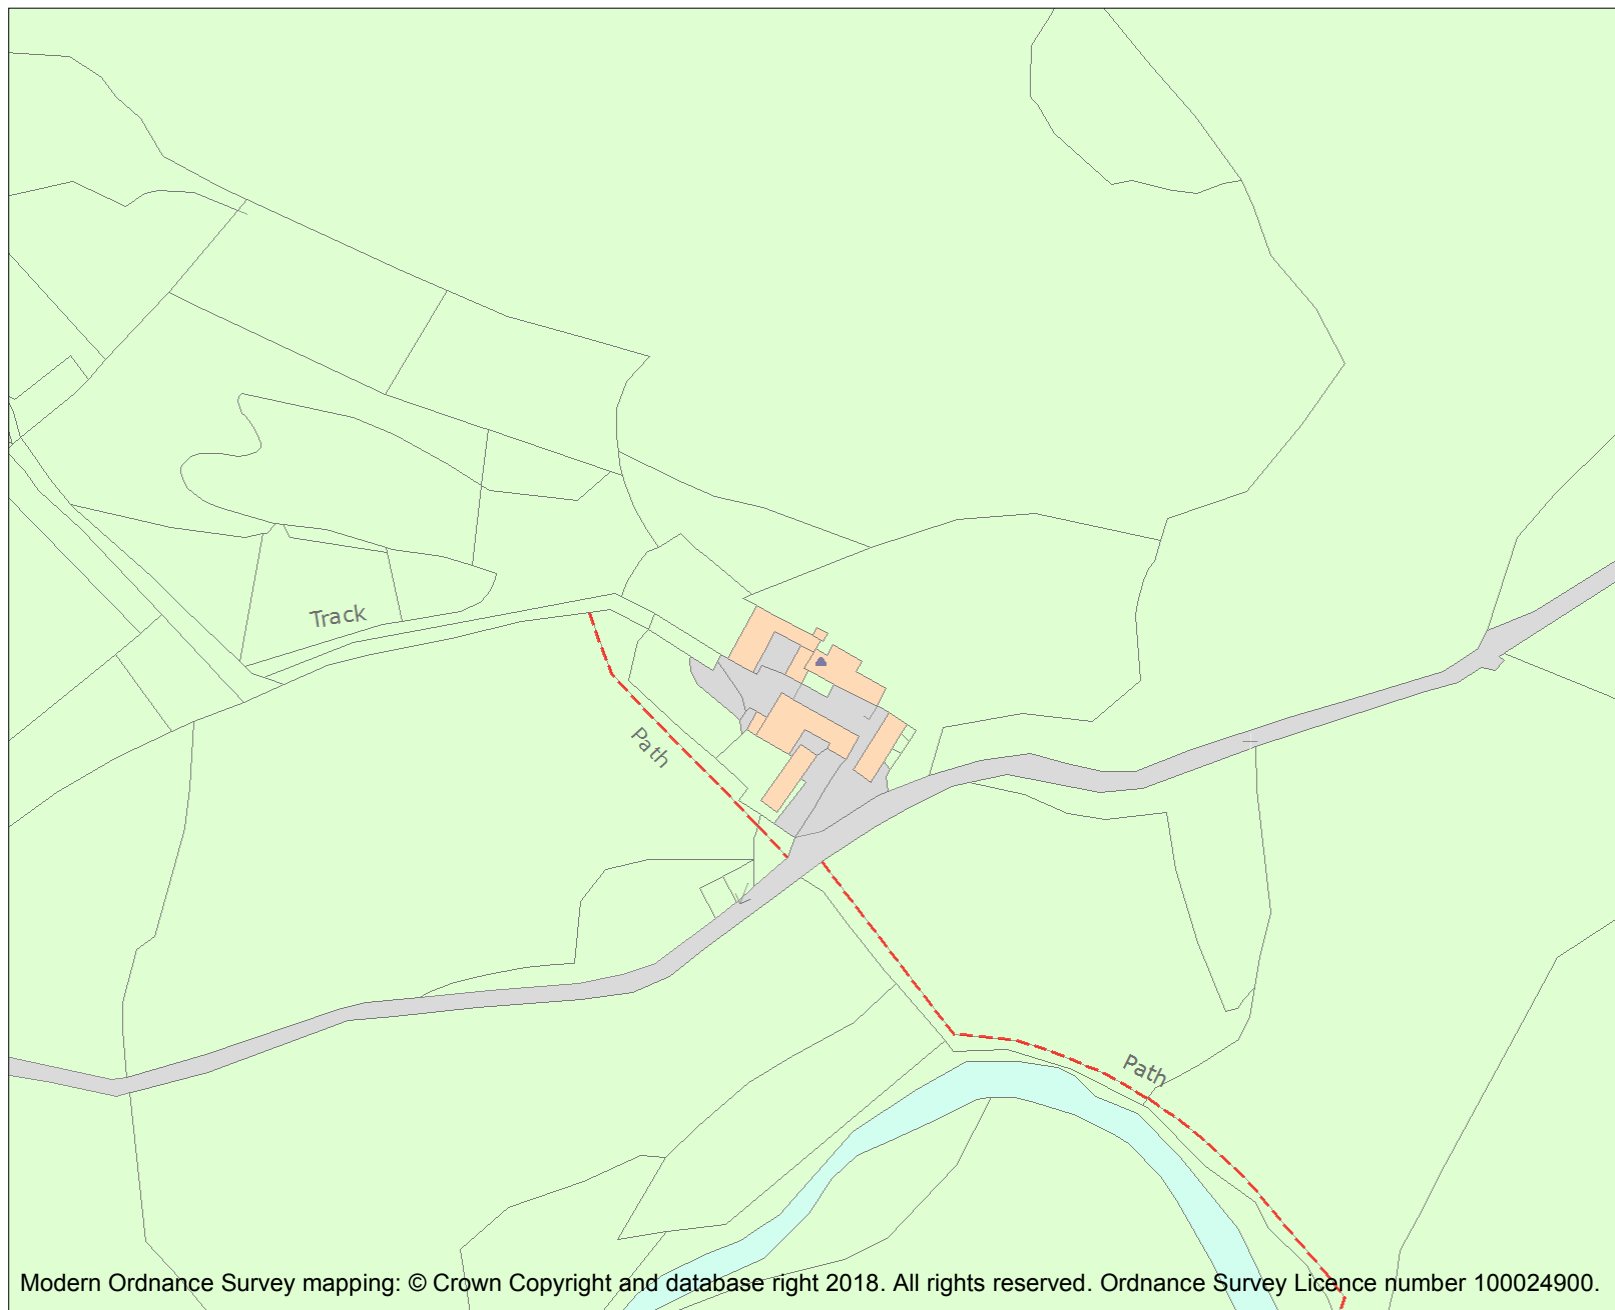 Track
Path
Path
Modern Ordnance Survey mapping: © Crown Copyright and database right 2018. All rights reserved. Ordnance Survey Licence number 100024900.